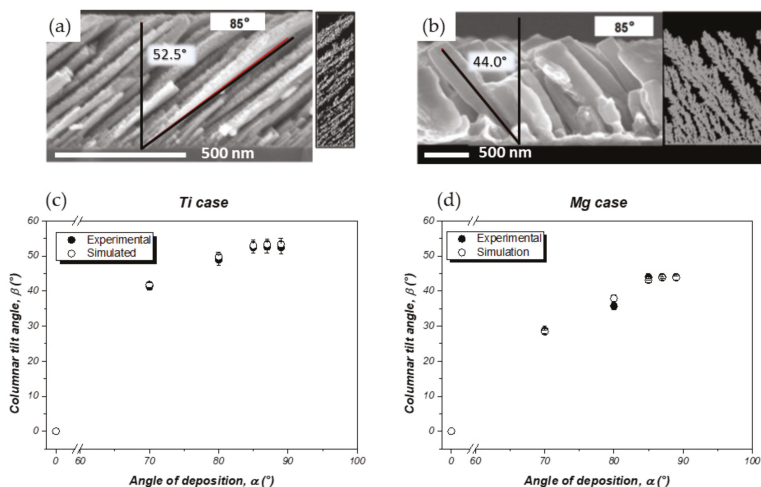 (a)
85°
52.5°
500 nm
(b)
85°
44.0°
500 nm
(c)
Ti case
Columnar tilt angle, β (°)
60
50
40
30
20
10
0
Experimental
Simulated
0
60
70
80
90
100
Angle of deposition, α (°)
(d)
Mg case
Columnar tilt angle, β (°)
60
50
40
30
20
10
0
Experimental
Simulation
0
60
70
80
90
100
Angle of deposition, α (°)